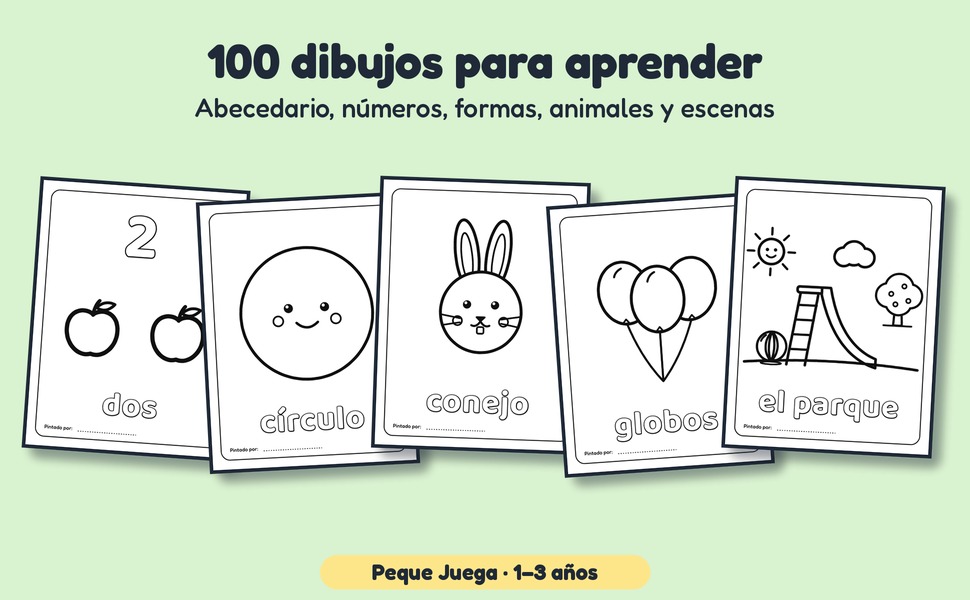 100 dibujos para aprender
Abecedario, números, formas, animales y escenas
2
dos
Pintado por:
círculo
Pintado por:
conejo
Pintado por:
globos
Pintado por:
el parque
Pintado por:
Peque Juega · 1–3 años